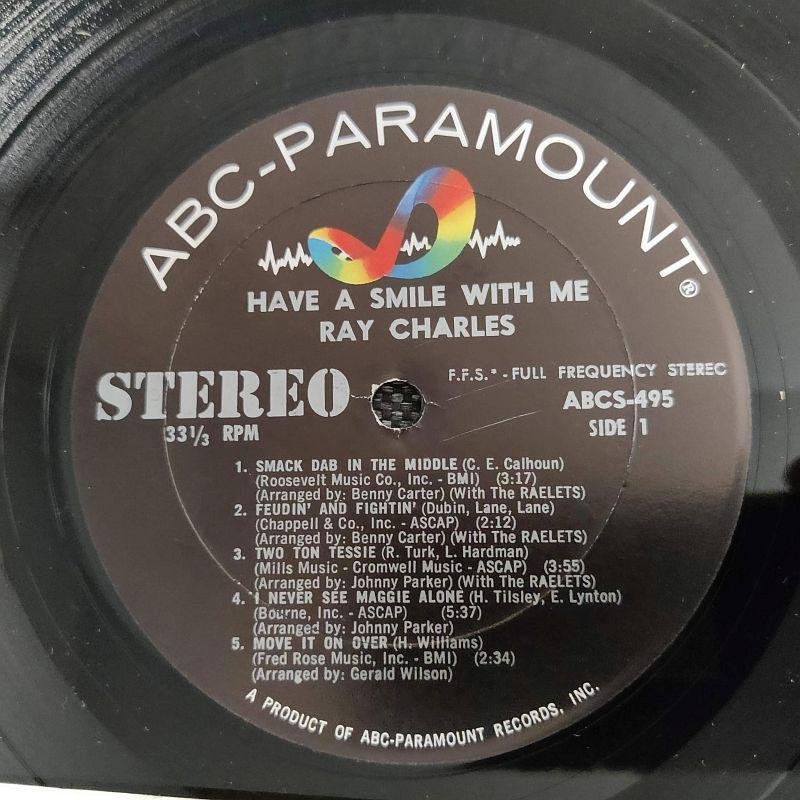 ABC-PARAMOUNT®
HAVE A SMILE WITH ME
RAY CHARLES
STEREO
33 1/3 RPM
F.F.S.* - FULL FREQUENCY STEREO
ABCS-495
SIDE 1
1. SMACK DAB IN THE MIDDLE (C. E. Calhoun)
(Roosevelt Music Co., Inc. - BMI) (3:17)
(Arranged by: Benny Carter) (With The RAELETS)
2. FEUDIN' AND FIGHTIN' (Dubin, Lane, Lane)
(Chappell & Co., Inc. - ASCAP) (2:12)
(Arranged by: Benny Carter) (With The RAELETS)
3. TWO TON TESSIE (R. Turk, L. Hardman)
(Mills Music - Cromwell Music - ASCAP) (3:55)
(Arranged by: Johnny Parker) (With The RAELETS)
4. I NEVER SEE MAGGIE ALONE (H. Tilsley, E. Lynton)
(Bourne, Inc. - ASCAP) (5:37)
(Arranged by: Johnny Parker)
5. MOVE IT ON OVER (H. Williams)
(Fred Rose Music, Inc. - BMI) (2:34)
(Arranged by: Gerald Wilson)
A PRODUCT OF ABC-PARAMOUNT RECORDS, INC.